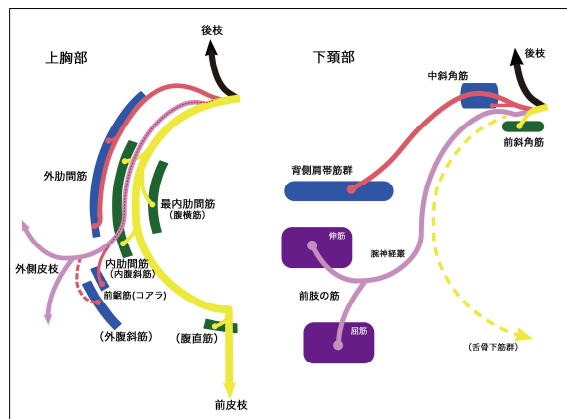 上胸部
後枝
外肋間筋
最内肋間筋
(腹横筋)
内肋間筋
(内腹斜筋)
外側皮枝
前鋸筋(コアラ)
(外腹斜筋)
(腹直筋)
前皮枝
下頚部
後枝
中斜角筋
前斜角筋
背側肩帯筋群
伸筋
腕神経叢
前肢の筋
屈筋
(舌骨下筋群)